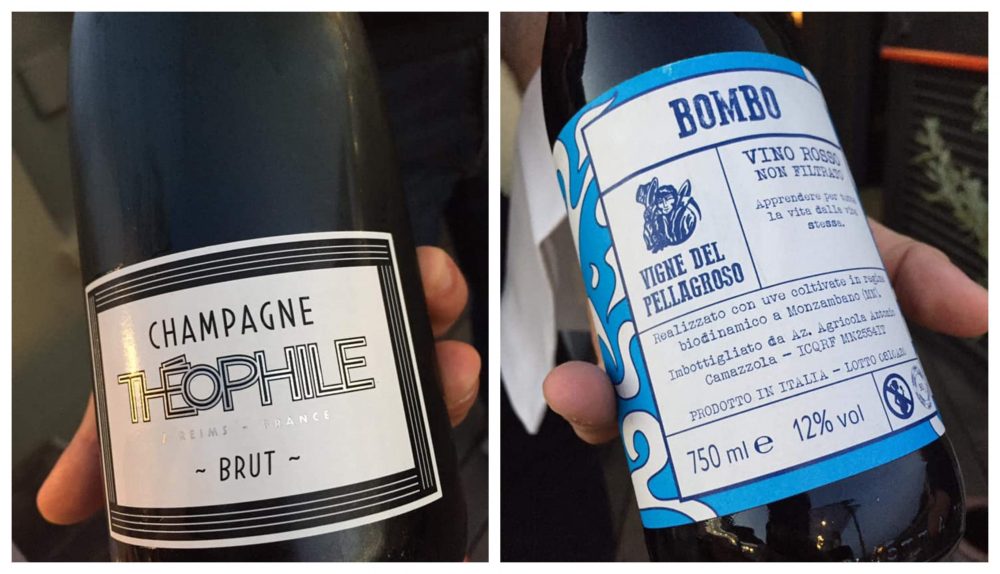 CHAMPAGNE
THÉOPHILE
REIMS - FRANCE
~ BRUT ~
BOMBO
VINO ROSSO
NON FILTRATO
Apprendere per tutta
la vita dalla vita
stessa.
VIGNE DEL
PELLAGROSO
Realizzato con uve coltivate in regime
biodinamico a Monzambano (MN).
Imbottigliato da Az. Agricola Antonio
Camazzola - ICQRF MN2554IT
PRODOTTO IN ITALIA - LOTTO
750 ml e 12% vol